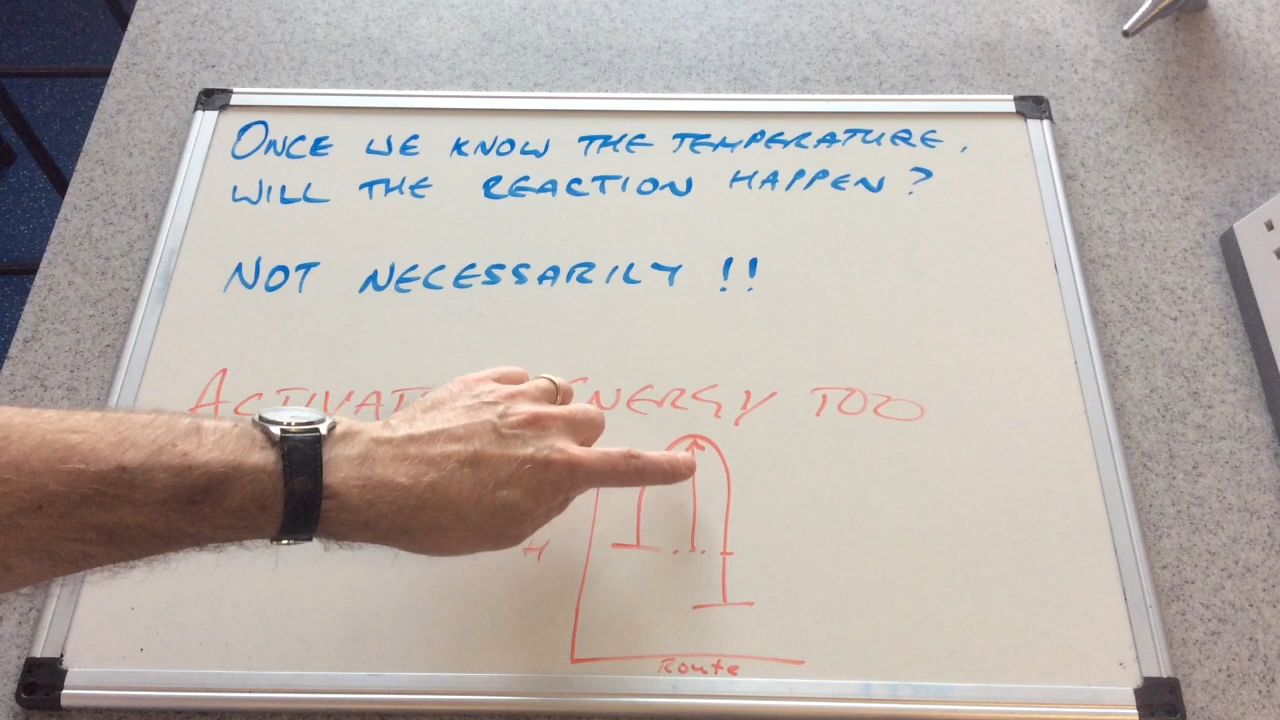 ONCE WE KNOW THE TEMPERATURE,
WILL THE REACTION HAPPEN?
NOT NECESSARILY!!
ENERGY TOO
H
Route